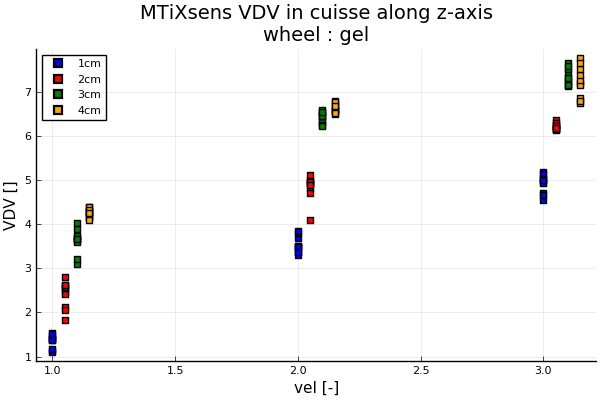 MTiXsens VDV in cuisse along z-axis
wheel : gel
1cm
2cm
3cm
4cm
VDV []
7
6
5
4
3
2
1
1.0 1.5 2.0 2.5 3.0
vel [-]